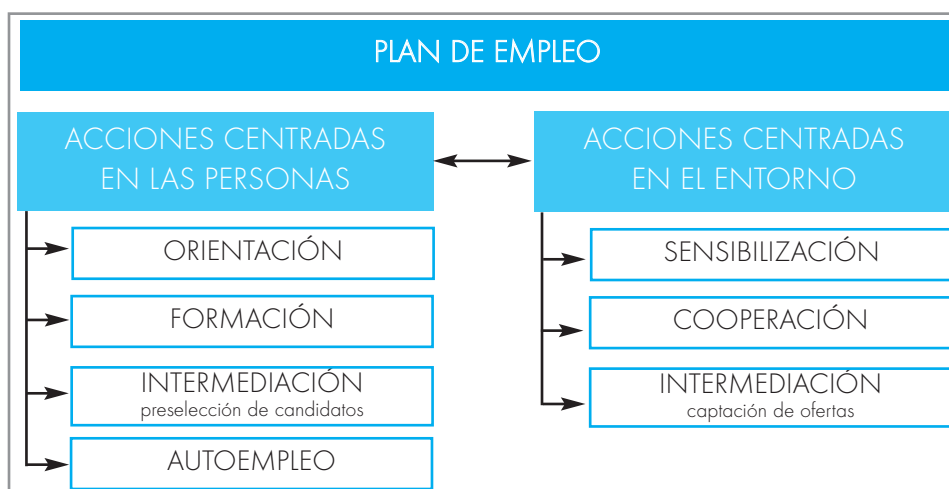 PLAN DE EMPLEO
ACCIONES CENTRADAS
EN LAS PERSONAS
ORIENTACIÓN
FORMACIÓN
INTERMEDIACIÓN
preselección de candidatos
AUTOEMPLEO
ACCIONES CENTRADAS
EN EL ENTORNO
SENSIBILIZACIÓN
COOPERACIÓN
INTERMEDIACIÓN
captación de ofertas